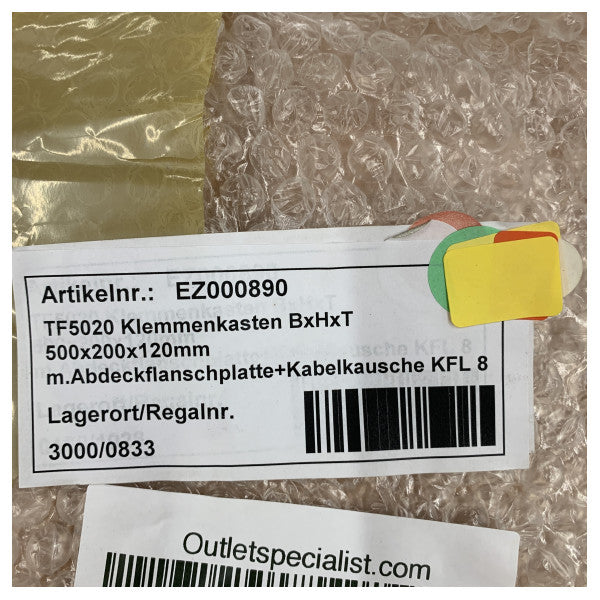 Artikelnr.: EZ000890
TF5020 Klemmenkasten BxHxT
500x200x120mm
m.Abdeckflanschplatte+Kabelkausche KFL 8
Lagerort/Regalnr.
3000/0833
Outletspecialist.com